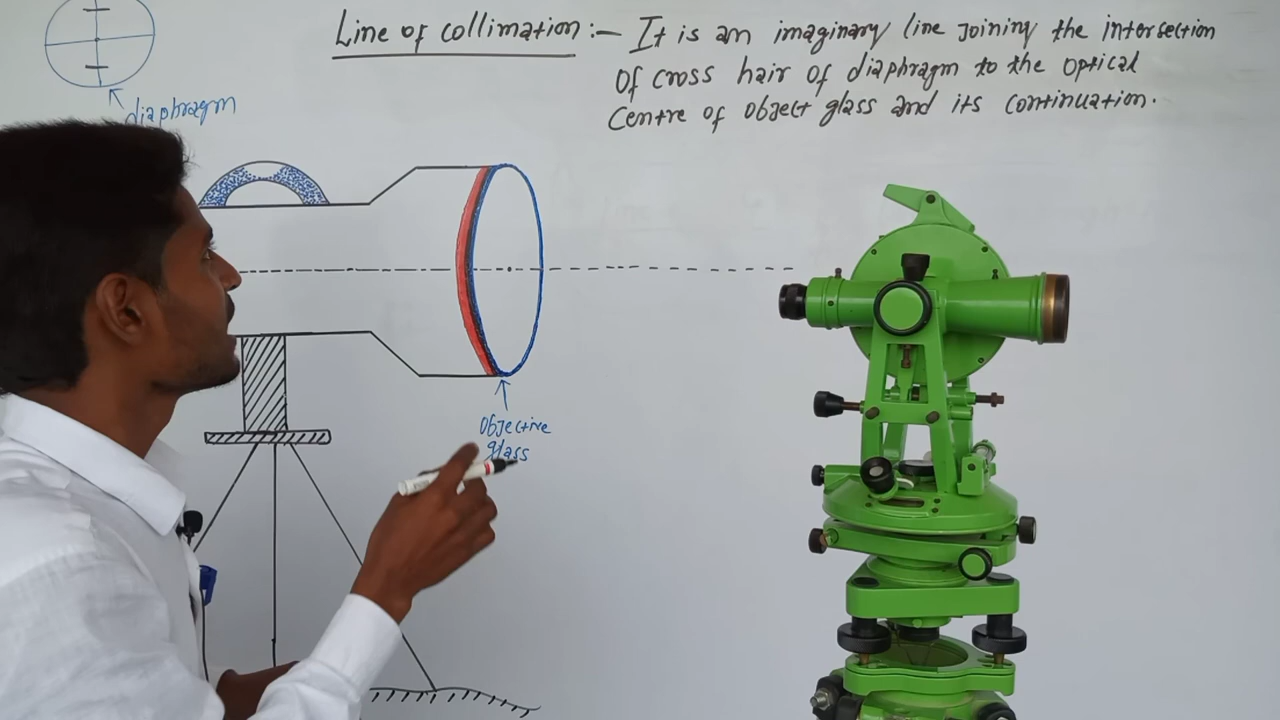 Line of collimation :- It is an imaginary line joining the intersection
of cross hair of diaphragm to the optical
Centre of object glass and its continuation.
diaphragm
Objective
glass